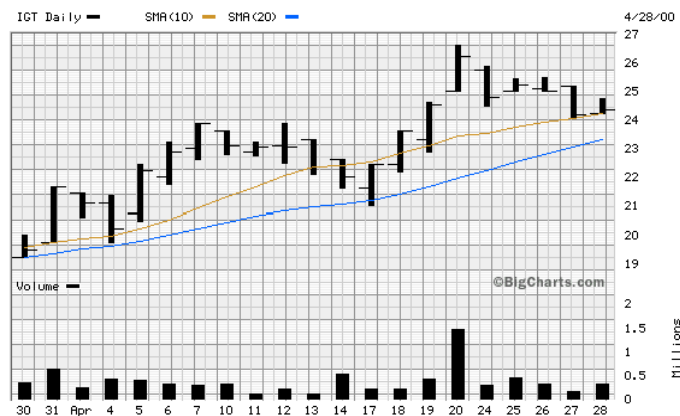 IGT Daily SMA(10) SMA(20) 4/28/00
27
26
25
24
23
22
21
20
19
©BigCharts.com
Volume
2
1.5
1
0.5
0
Millions
30 31 Apr 4 5 6 7 10 11 12 13 14 17 18 19 20 24 25 26 27 28